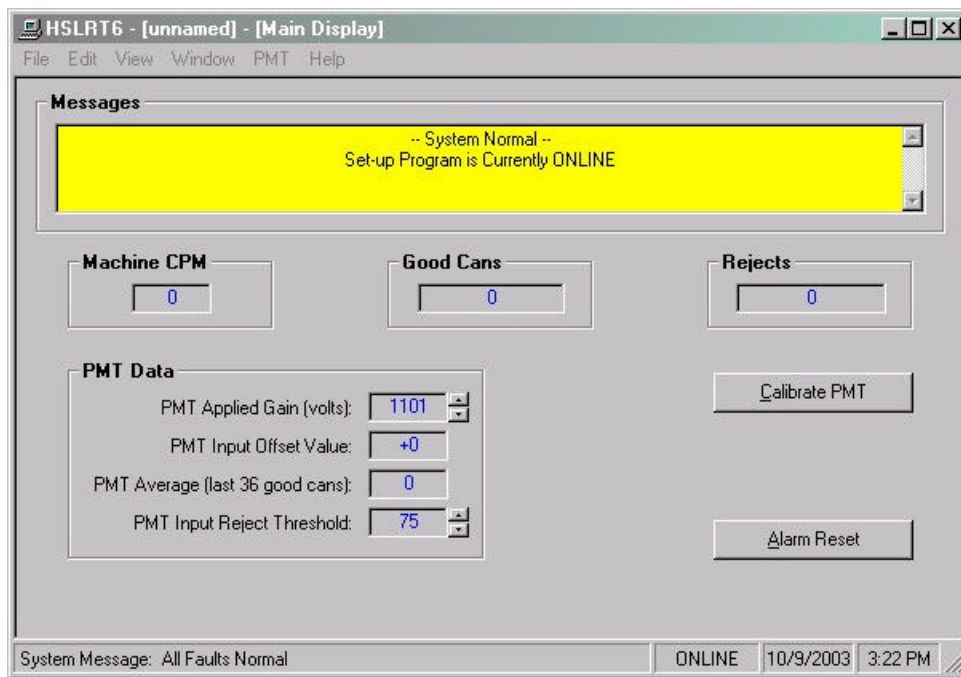 HSLRT6 - [unnamed] - [Main Display]
File Edit View Window PMT Help
Messages
-- System Normal --
Set-up Program is Currently ONLINE
Machine CPM
0
Good Cans
0
Rejects
0
PMT Data
PMT Applied Gain (volts): 1101
PMT Input Offset Value: +0
PMT Average (last 36 good cans): 0
PMT Input Reject Threshold: 75
Calibrate PMT
Alarm Reset
System Message: All Faults Normal ONLINE 10/9/2003 3:22 PM